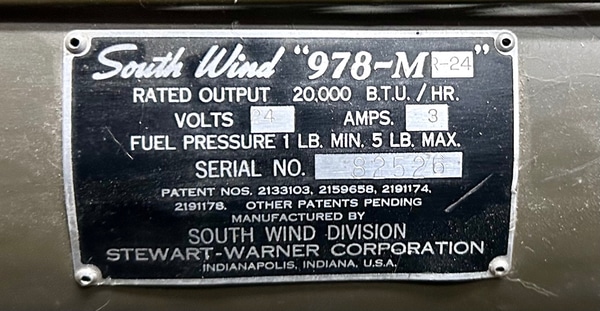 South Wind "978-M R-24"
RATED OUTPUT 20,000 B.T.U./HR.
VOLTS 24 AMPS. 3
FUEL PRESSURE 1 LB. MIN. 5 LB. MAX.
SERIAL NO. 82526
PATENT NOS. 2133103, 2159658, 2191174,
2191178. OTHER PATENTS PENDING
MANUFACTURED BY
SOUTH WIND DIVISION
STEWART-WARNER CORPORATION
INDIANAPOLIS, INDIANA, U.S.A.